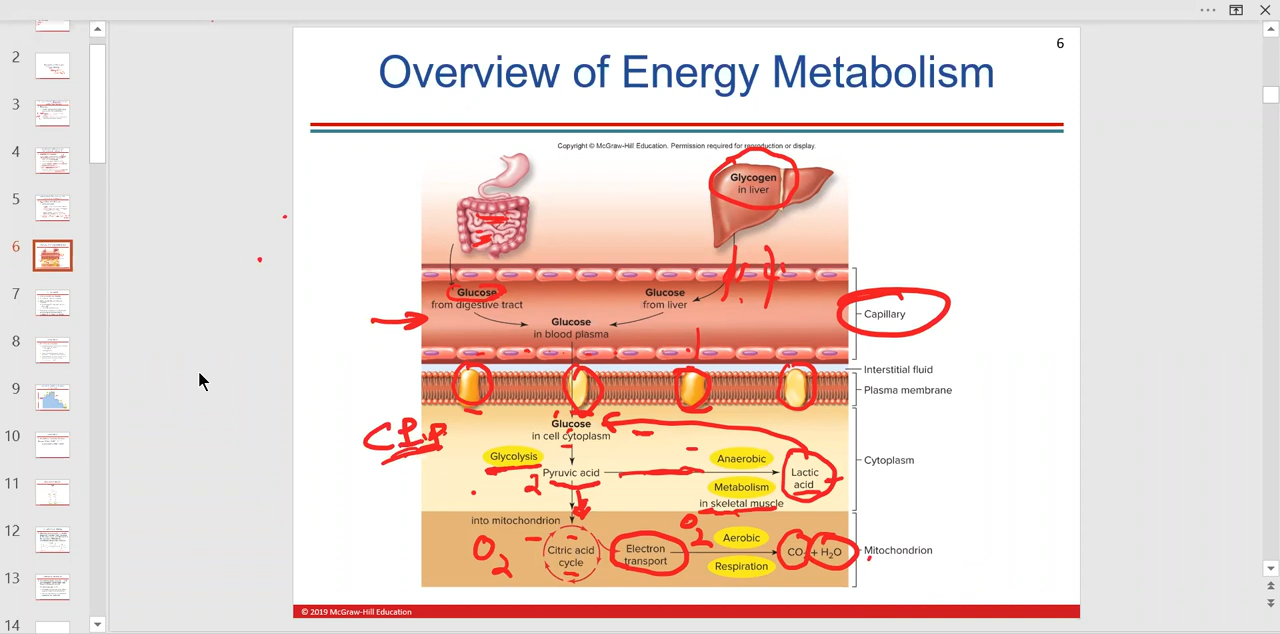 6
Overview of Energy Metabolism
Copyright © McGraw-Hill Education. Permission required for reproduction or display.
Glycogen
in liver
Glucose
from digestive tract
Glucose
from liver
Glucose
in blood plasma
Capillary
Interstitial fluid
Plasma membrane
Glucose
in cell cytoplasm
Cytoplasm
Glycolysis
Pyruvic acid
2
Anaerobic
Metabolism
in skeletal muscle
Lactic
acid
into mitochondrion
O2
Citric acid
cycle
Electron
transport
O2
Aerobic
Respiration
CO2 + H2O
Mitochondrion
© 2019 McGraw-Hill Education
2
3
4
5
6
7
8
9
10
11
12
13
14